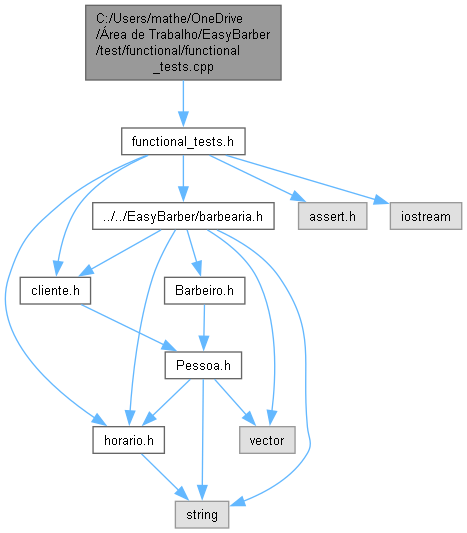 C:/Users/mathe/OneDrive
/Área de Trabalho/EasyBarber
/test/functional/functional
_tests.cpp
functional_tests.h
../../EasyBarber/barbearia.h
assert.h
iostream
cliente.h
Barbeiro.h
Pessoa.h
horario.h
vector
string